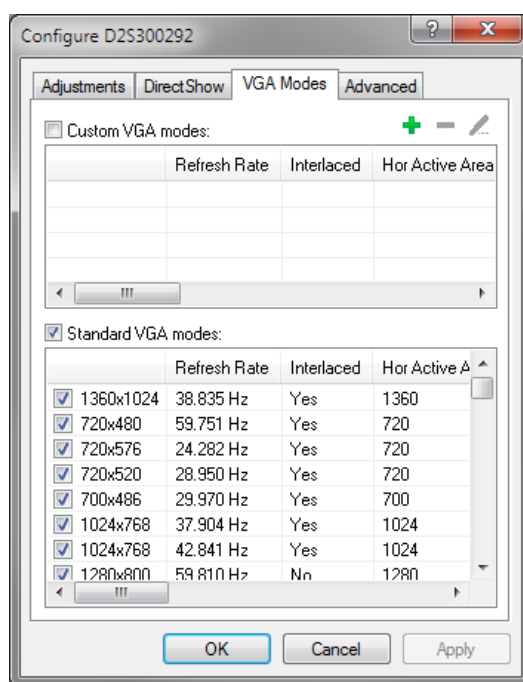 Configure D2S300292
Adjustments DirectShow VGA Modes Advanced
Custom VGA modes:
Refresh Rate Interlaced Hor Active Area
Standard VGA modes:
Refresh Rate Interlaced Hor Active A
1360x1024 38.835 Hz Yes 1360
720x480 59.751 Hz Yes 720
720x576 24.282 Hz Yes 720
720x520 28.950 Hz Yes 720
700x486 29.970 Hz Yes 700
1024x768 37.904 Hz Yes 1024
1024x768 42.841 Hz Yes 1024
1280x800 59.810 Hz No 1280
OK Cancel Apply